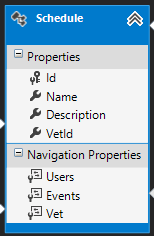 Schedule
Properties
Id
Name
Description
VetId
Navigation Properties
Users
Events
Vet